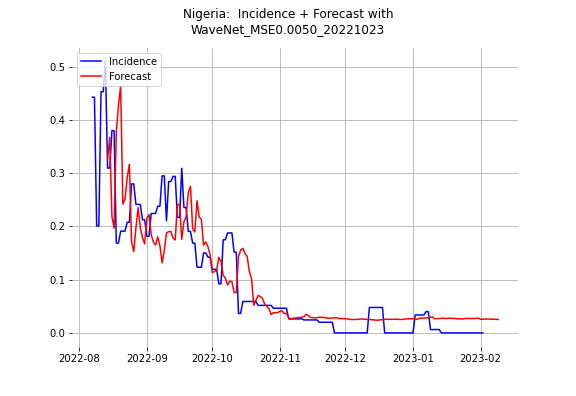 Nigeria:  Incidence + Forecast with
WaveNet_MSE0.0050_20221023
Incidence
Forecast
0.5
0.4
0.3
0.2
0.1
0.0
2022-08 2022-09 2022-10 2022-11 2022-12 2023-01 2023-02